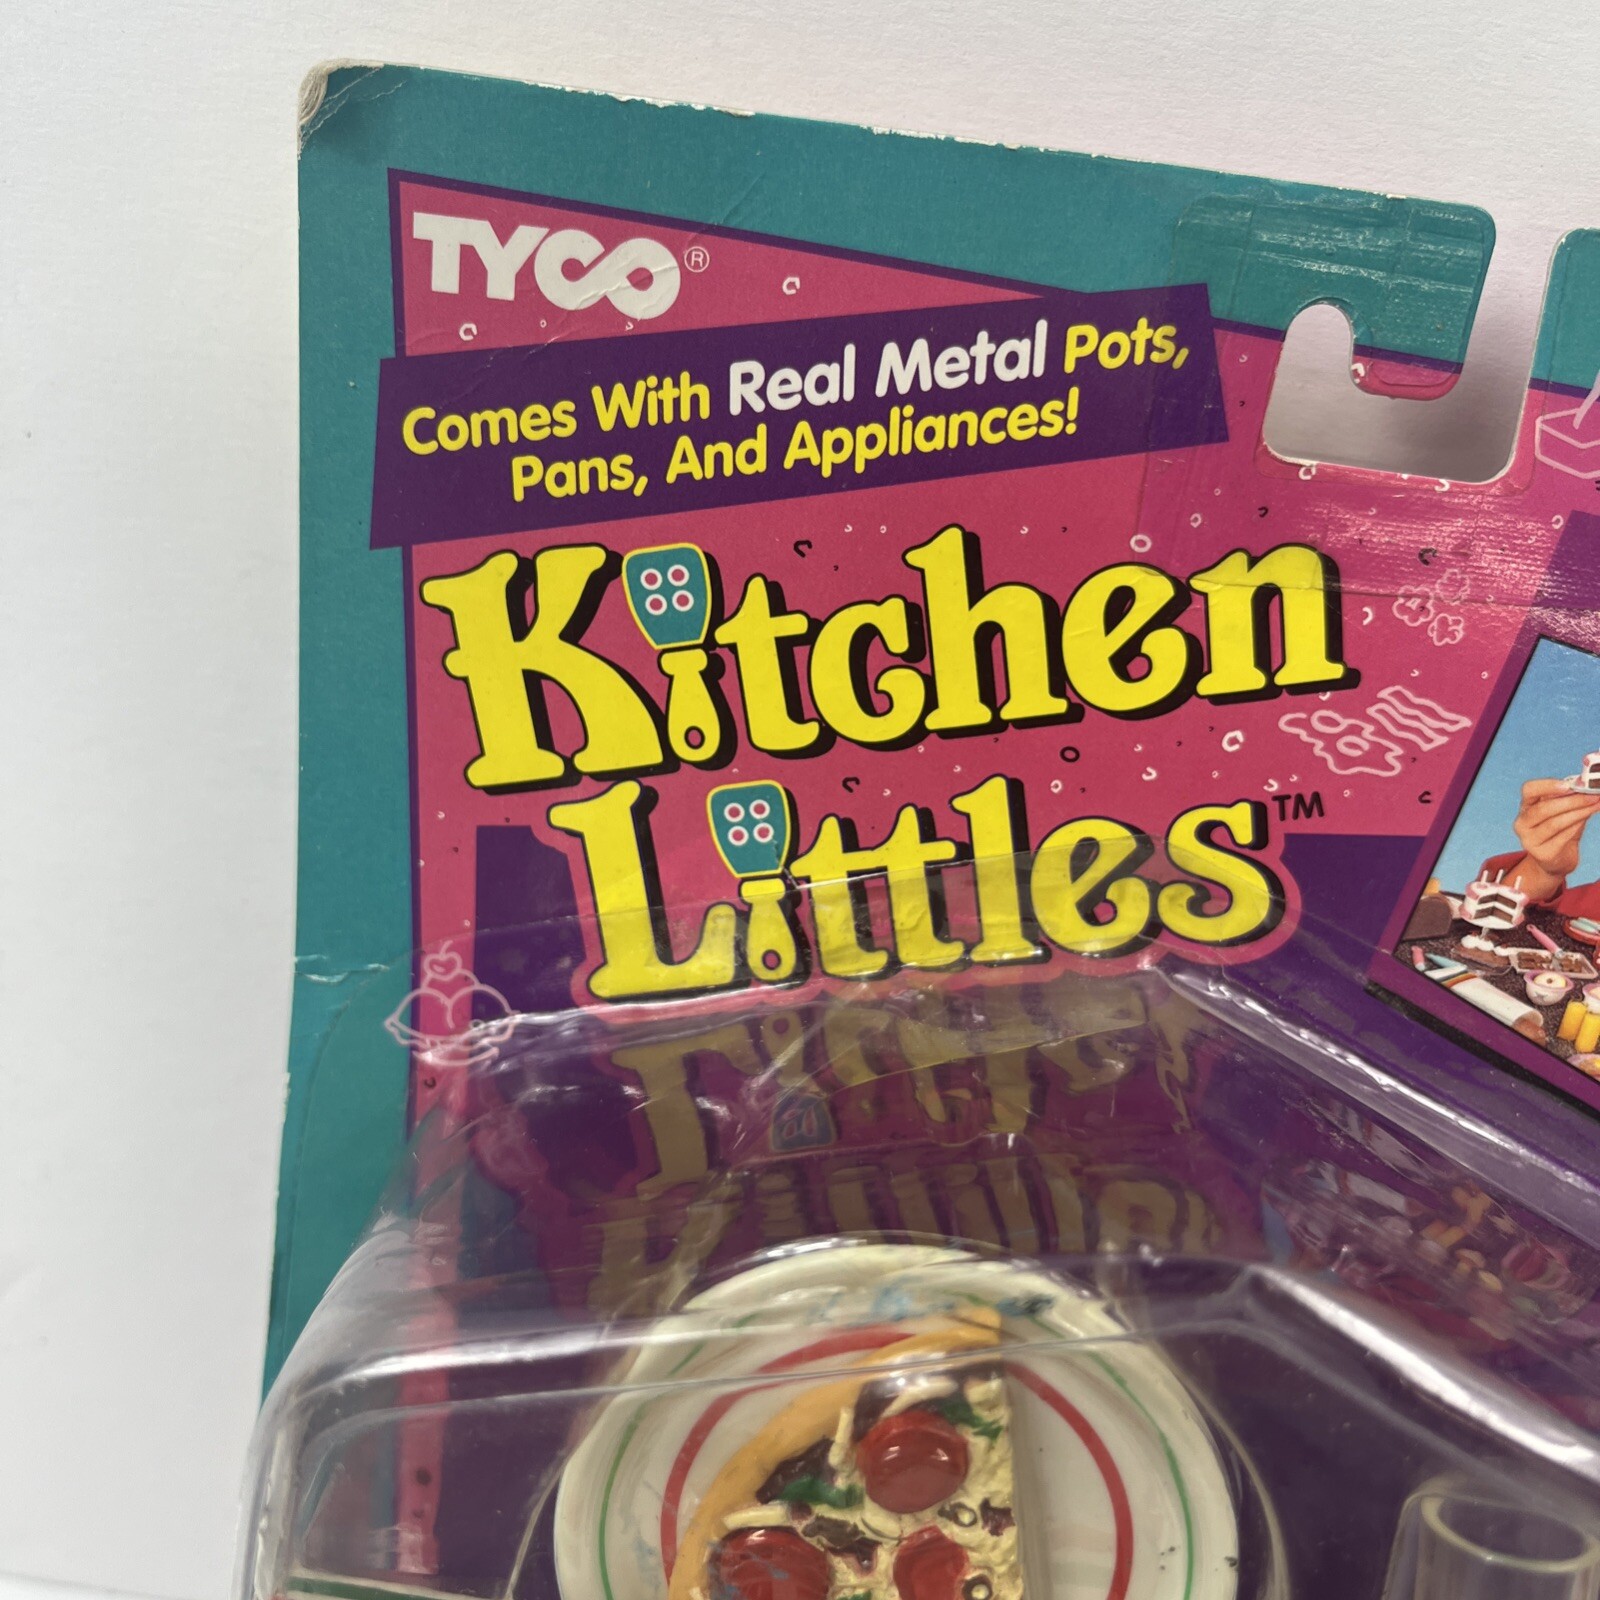 TYCO®
Comes With Real Metal Pots,
Pans, And Appliances!
Kitchen
Littles™